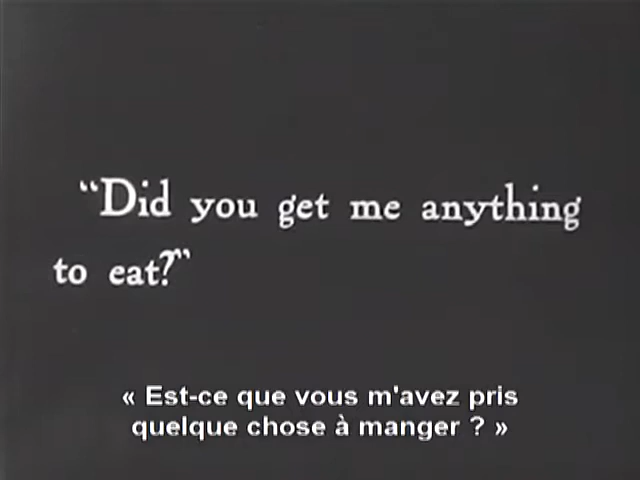 “Did you get me anything
to eat?”
« Est-ce que vous m'avez pris
quelque chose à manger ? »